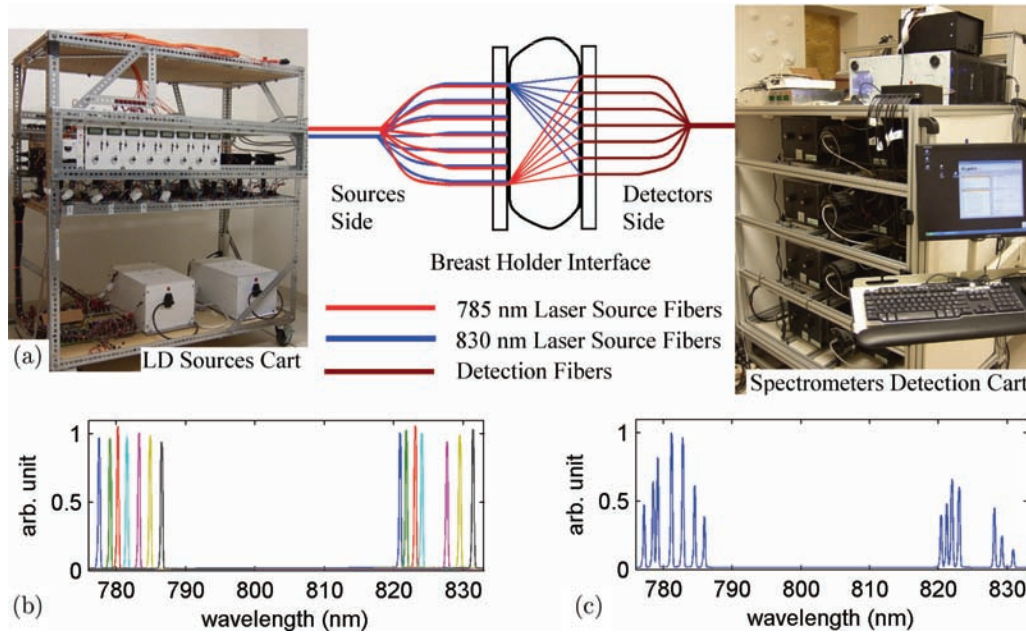 Sources
Side
Detectors
Side
Breast Holder Interface
785 nm Laser Source Fibers
830 nm Laser Source Fibers
Detection Fibers
(a)
LD Sources Cart
Spectrometers Detection Cart
arb. unit
1
0.5
0
780 790 800 810 820 830
wavelength (nm)
(b)
arb. unit
1
0.5
0
780 790 800 810 820 830
wavelength (nm)
(c)